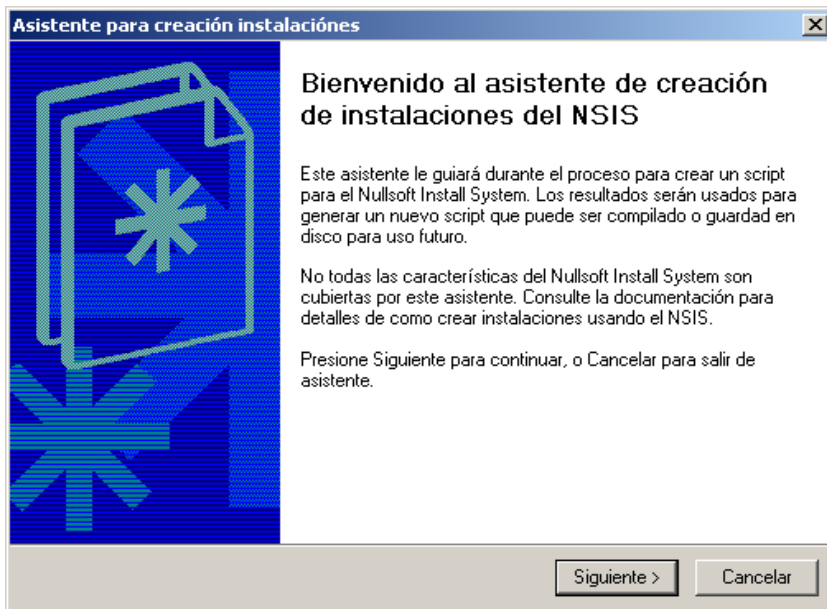 Asistente para creación instalaciónes
Bienvenido al asistente de creación
de instalaciones del NSIS
Este asistente le guiará durante el proceso para crear un script
para el Nullsoft Install System. Los resultados serán usados para
generar un nuevo script que puede ser compilado o guardad en
disco para uso futuro.
No todas las características del Nullsoft Install System son
cubiertas por este asistente. Consulte la documentación para
detalles de como crear instalaciones usando el NSIS.
Presione Siguiente para continuar, o Cancelar para salir de
asistente.
Siguiente >
Cancelar